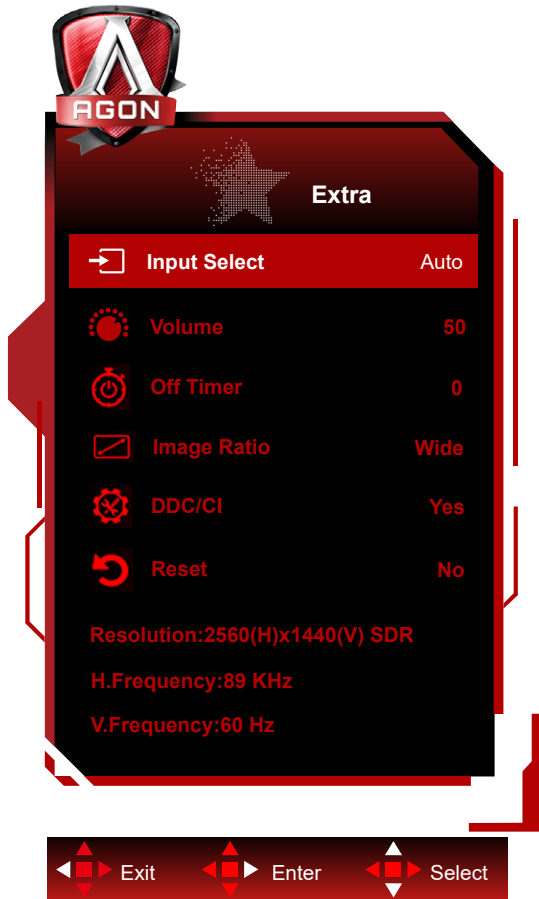 AGON
Extra
Input Select Auto
Volume 50
Off Timer 0
Image Ratio Wide
DDC/CI Yes
Reset No
Resolution:2560(H)x1440(V) SDR
H.Frequency:89 KHz
V.Frequency:60 Hz
Exit Enter Select